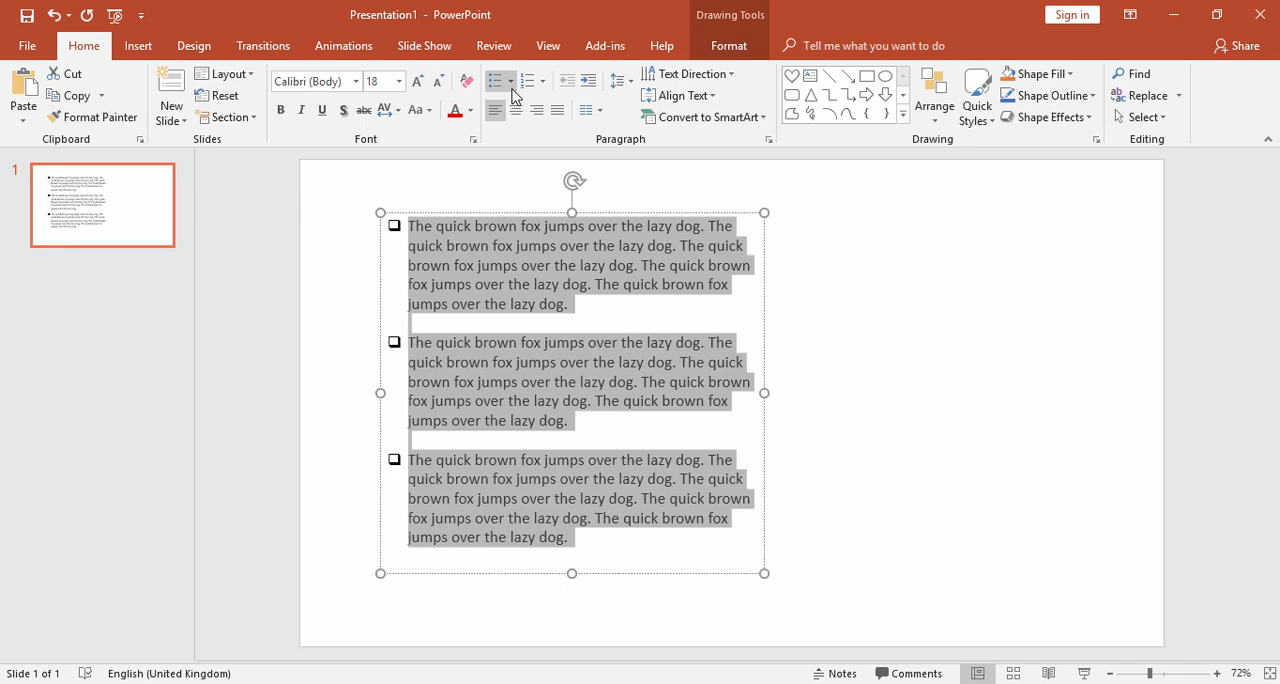 Presentation1 - PowerPoint
Drawing Tools
Sign in
File Home Insert Design Transitions Animations Slide Show Review View Add-ins Help Format Tell me what you want to do Share
Paste
Cut
Copy
Format Painter
Clipboard
New Slide
Layout
Reset
Section
Slides
Calibri (Body) 18
B I U S abc AV Aa A
Font
Text Direction
Align Text
Convert to SmartArt
Paragraph
Arrange
Quick Styles
Shape Fill
Shape Outline
Shape Effects
Drawing
Find
Replace
Select
Editing
1
The quick brown fox jumps over the lazy dog. The
quick brown fox jumps over the lazy dog. The quick
brown fox jumps over the lazy dog. The quick brown
fox jumps over the lazy dog. The quick brown fox
jumps over the lazy dog.
The quick brown fox jumps over the lazy dog. The
quick brown fox jumps over the lazy dog. The quick
brown fox jumps over the lazy dog. The quick brown
fox jumps over the lazy dog. The quick brown fox
jumps over the lazy dog.
The quick brown fox jumps over the lazy dog. The
quick brown fox jumps over the lazy dog. The quick
brown fox jumps over the lazy dog. The quick brown
fox jumps over the lazy dog. The quick brown fox
jumps over the lazy dog.
Slide 1 of 1 English (United Kingdom) Notes Comments 72%